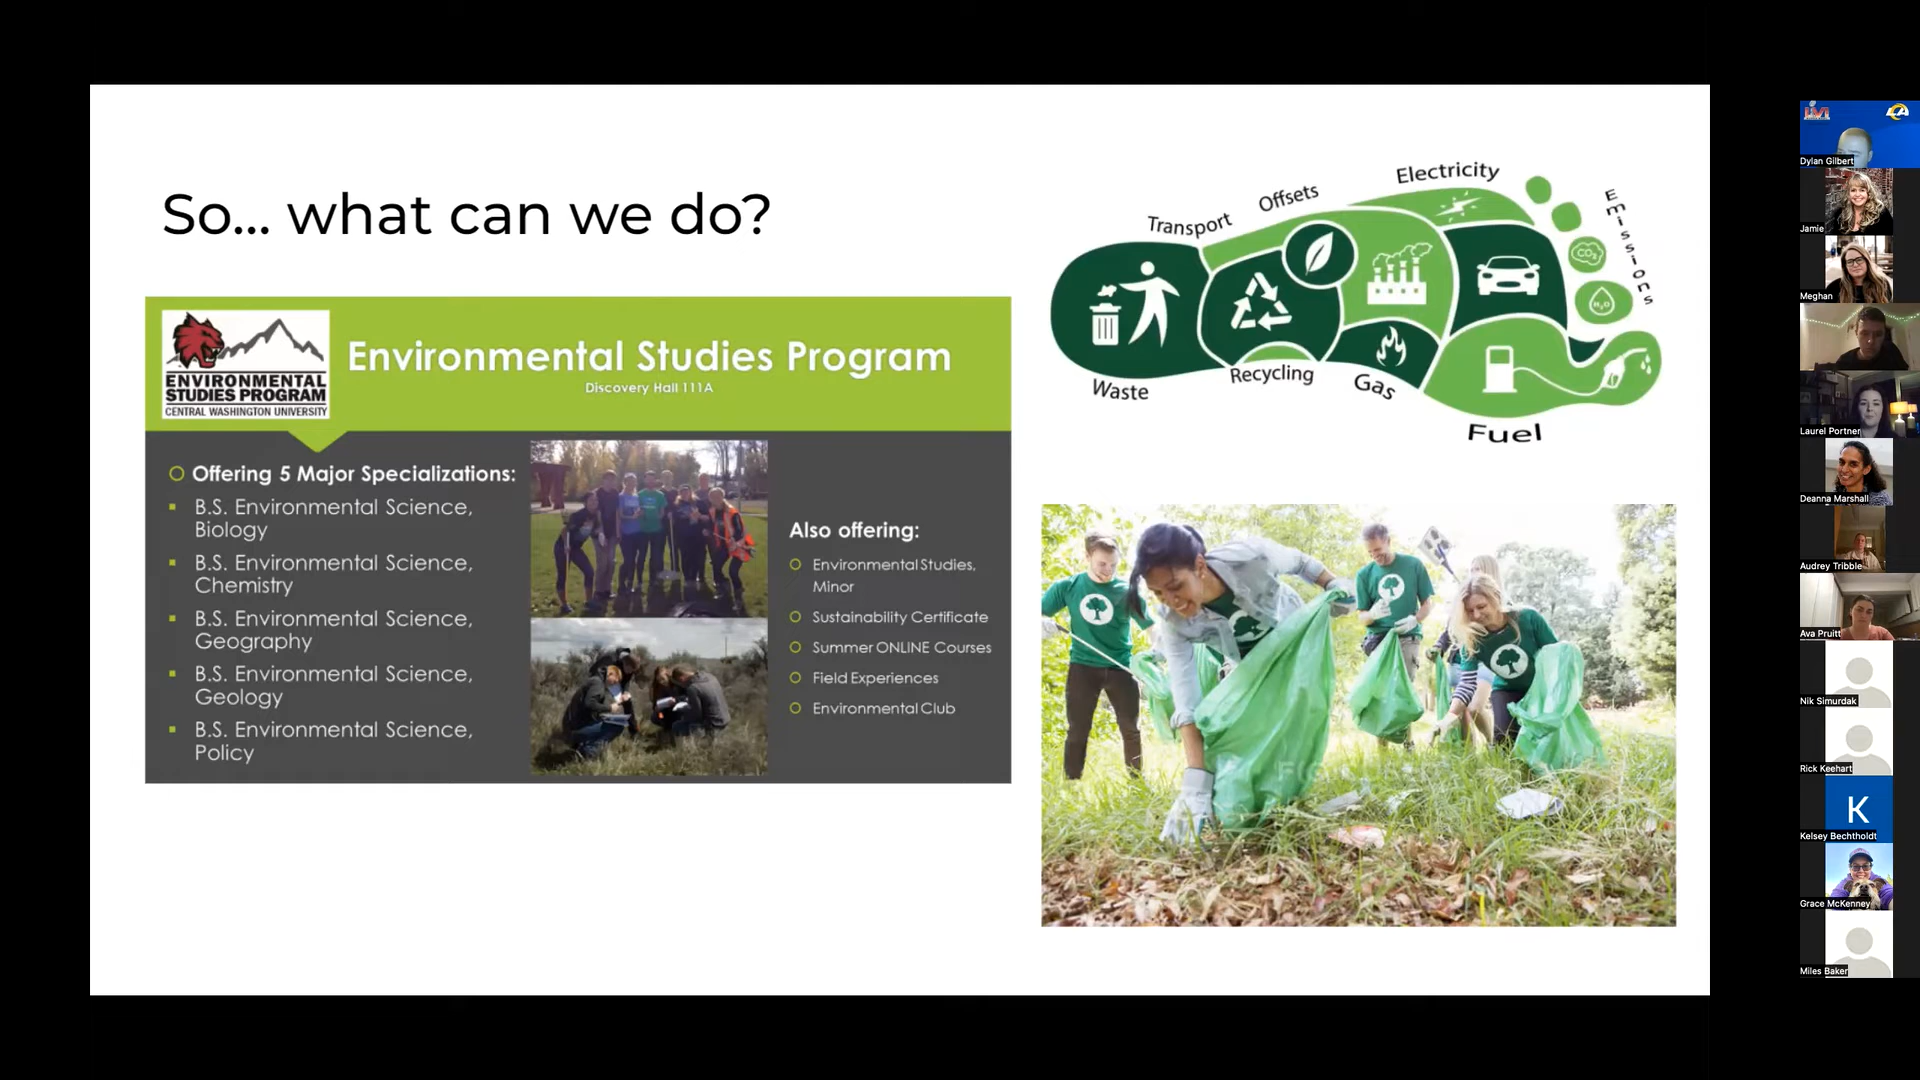 So... what can we do?
ENVIRONMENTAL
STUDIES PROGRAM
CENTRAL WASHINGTON UNIVERSITY
Environmental Studies Program
Discovery Hall 111A
Offering 5 Major Specializations:
B.S. Environmental Science,
Biology
B.S. Environmental Science,
Chemistry
B.S. Environmental Science,
Geography
B.S. Environmental Science,
Geology
B.S. Environmental Science,
Policy
Also offering:
Environmental Studies,
Minor
Sustainability Certificate
Summer ONLINE Courses
Field Experiences
Environmental Club
Transport
Offsets
Electricity
Emissions
CO2
H2O
Waste
Recycling
Gas
Fuel
LVI
LA
Dylan Gilbert
Jamie
Meghan
Laurel Portner
Deanna Marshall
Audrey Tribble
Ava Pruitt
Nik Simurdak
Rick Keehart
K
Kelsey Bechtholdt
Grace McKenney
Miles Baker